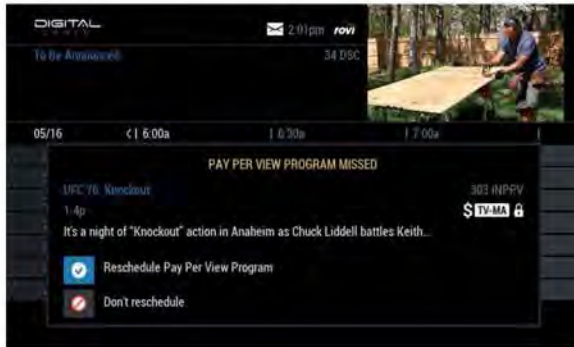 DIGITAL
CABLE
2:01pm rovi
To Be Announced
34 DSC
05/16
< | 6:00a
| 6:30a
| 7:00a
|
PAY PER VIEW PROGRAM MISSED
UFC 76: Knockout
303 INPPV
1-4p
$ TV-MA
It's a night of "Knockout" action in Anaheim as Chuck Liddell battles Keith...
Reschedule Pay Per View Program
Don't reschedule